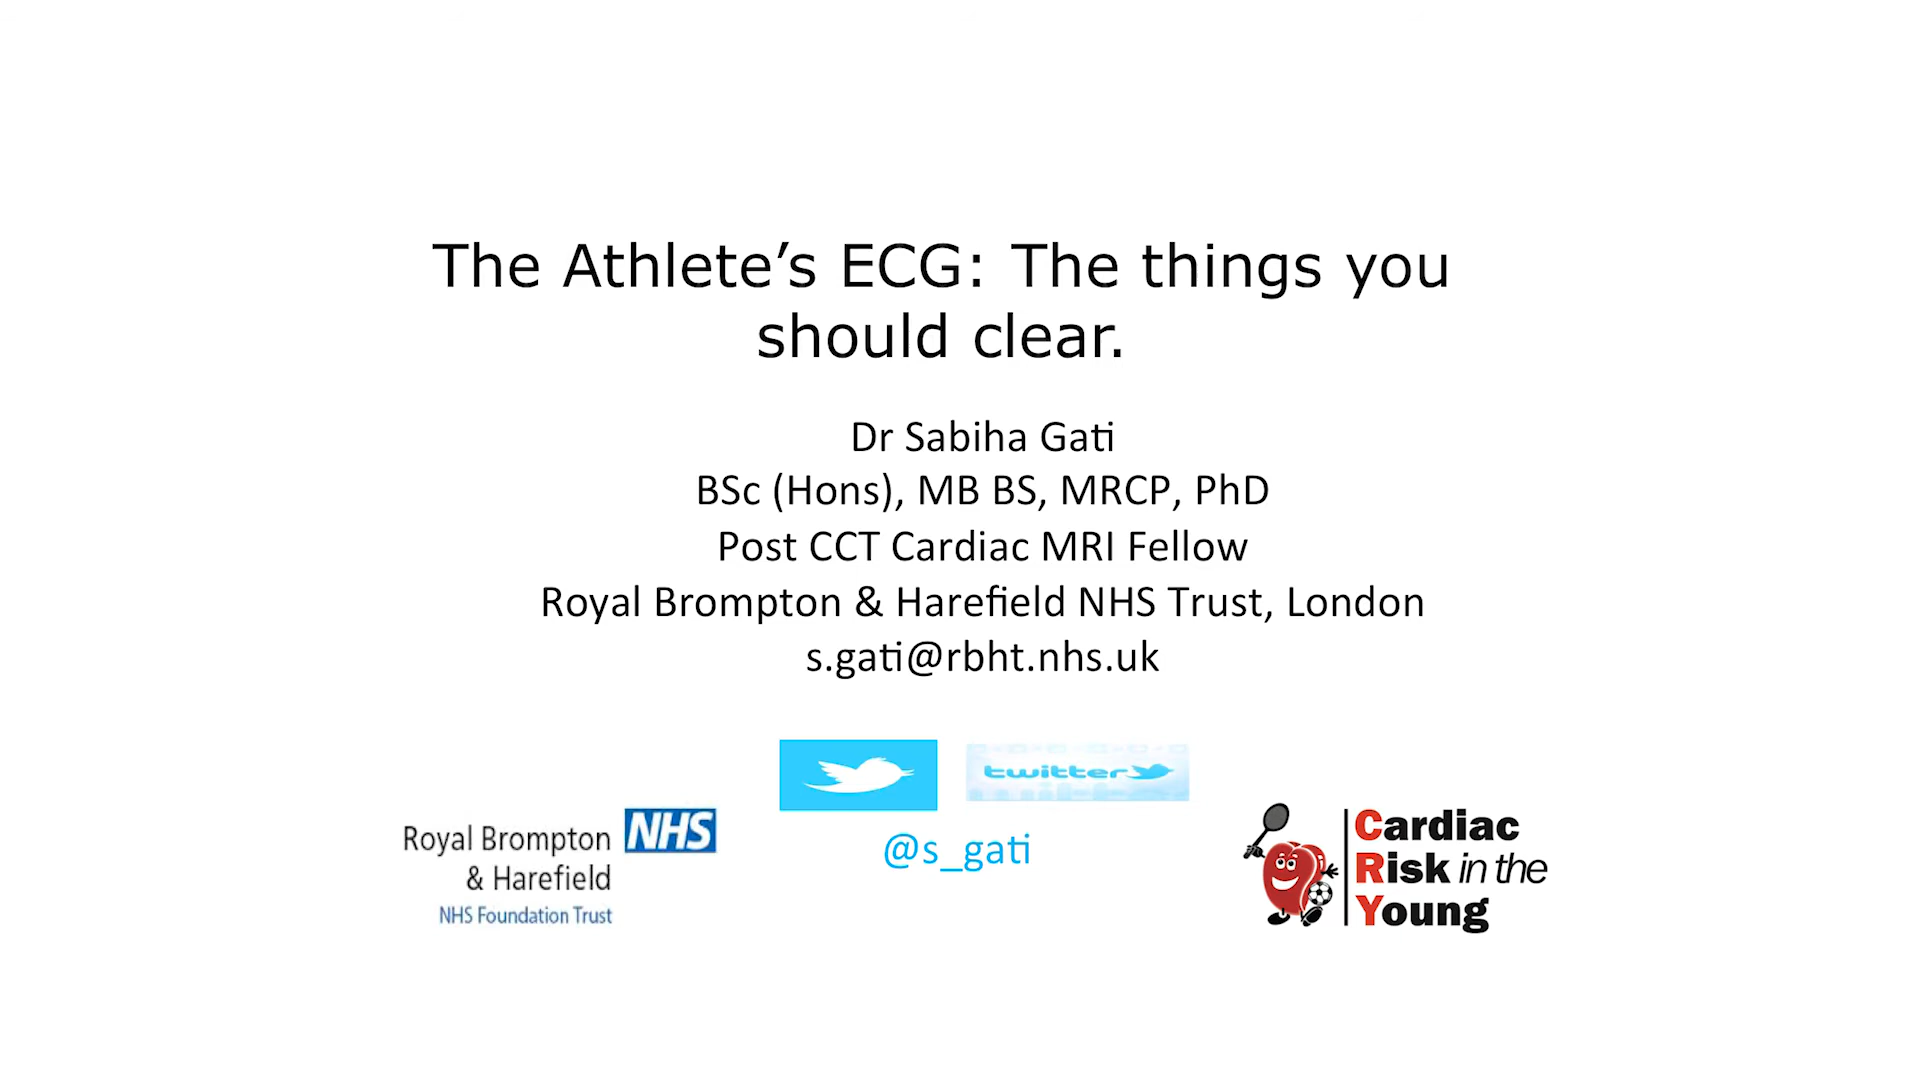 The Athlete’s ECG: The things you
should clear.
Dr Sabiha Gati
BSc (Hons), MB BS, MRCP, PhD
Post CCT Cardiac MRI Fellow
Royal Brompton & Harefield NHS Trust, London
s.gati@rbht.nhs.uk
twitter
@s_gati
Royal Brompton NHS
& Harefield
NHS Foundation Trust
Cardiac
Risk in the
Young